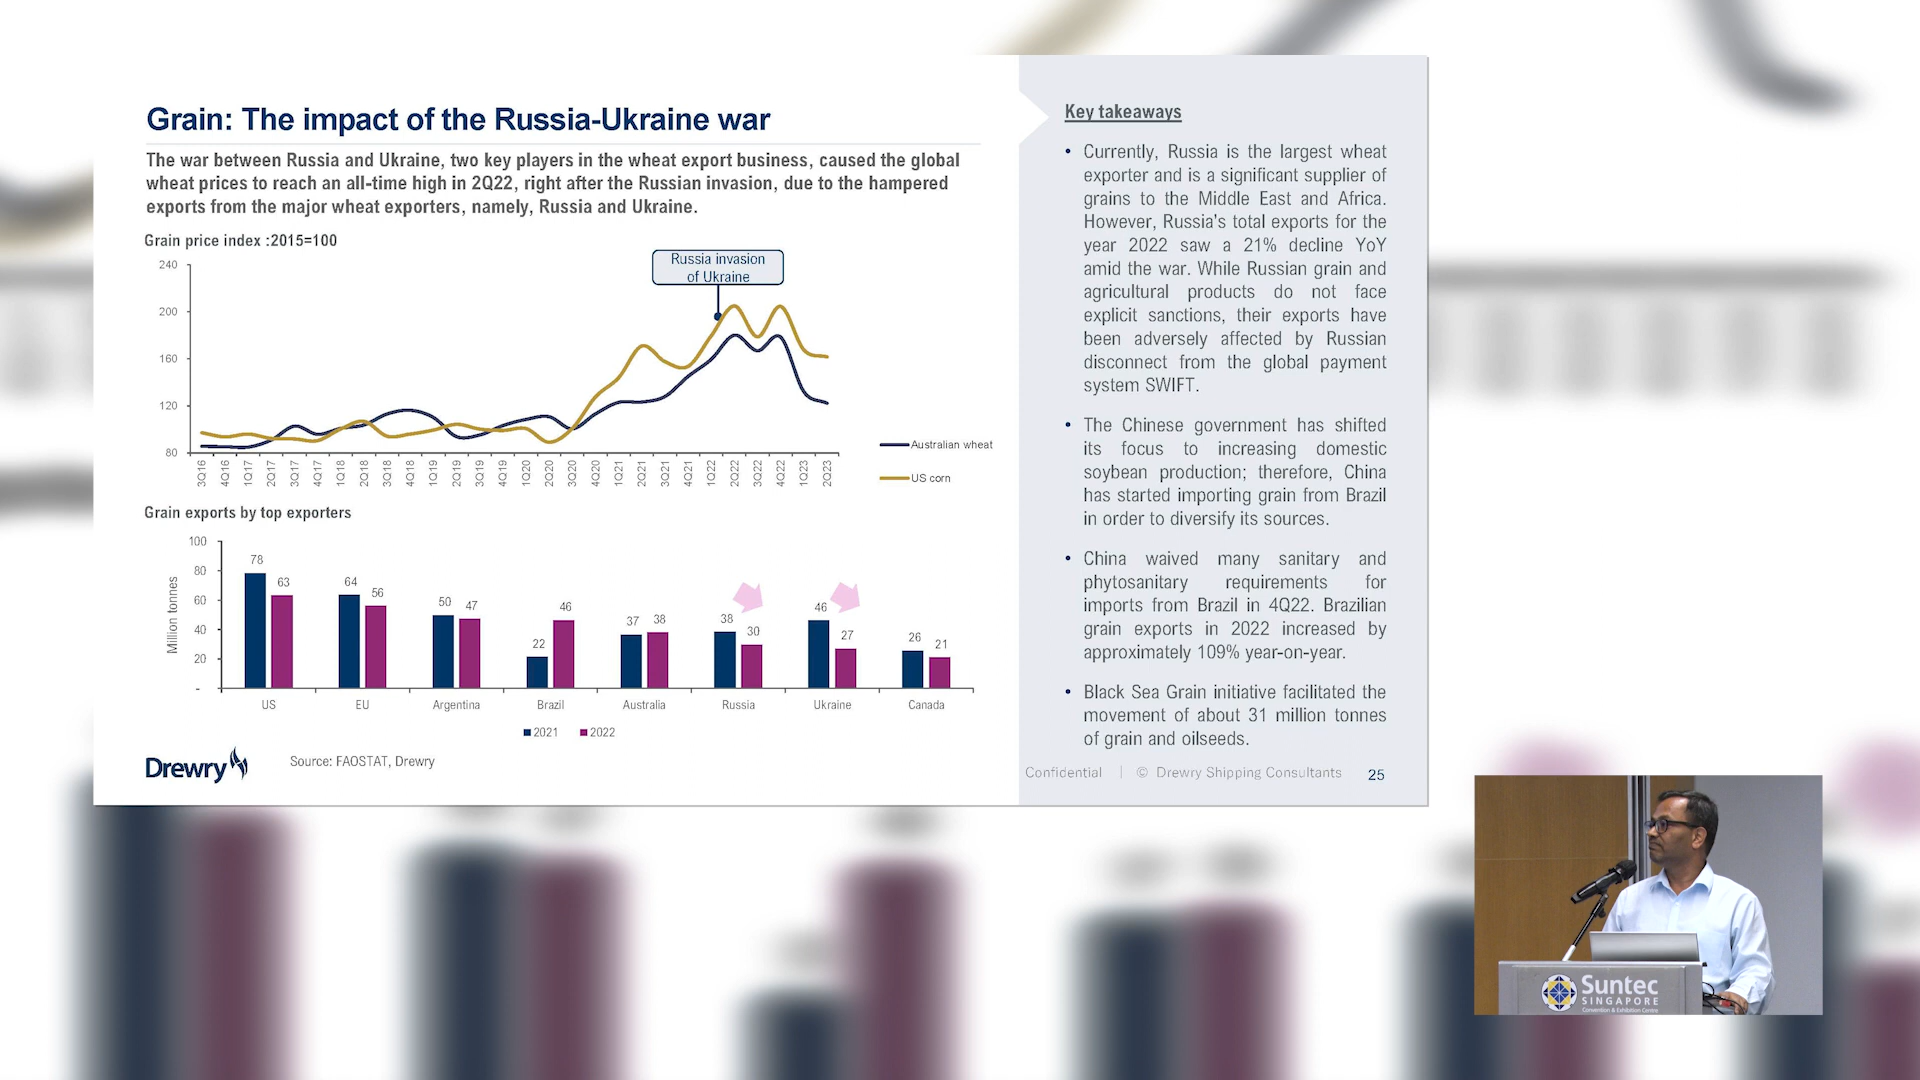 Grain: The impact of the Russia-Ukraine war
The war between Russia and Ukraine, two key players in the wheat export business, caused the global
wheat prices to reach an all-time high in 2Q22, right after the Russian invasion, due to the hampered
exports from the major wheat exporters, namely, Russia and Ukraine.
Grain price index :2015=100
240
200
160
120
80
Russia invasion
of Ukraine
3Q16 4Q16 1Q17 2Q17 3Q17 4Q17 1Q18 2Q18 3Q18 4Q18 1Q19 2Q19 3Q19 4Q19 1Q20 2Q20 3Q20 4Q20 1Q21 2Q21 3Q21 4Q21 1Q22 2Q22 3Q22 4Q22 1Q23 2Q23
Australian wheat
US corn
Grain exports by top exporters
Million tonnes
100
80
60
40
20
-
78 63 64 56 50 47 22 46 37 38 38 30 46 27 26 21
US EU Argentina Brazil Australia Russia Ukraine Canada
2021 2022
Drewry
Source: FAOSTAT, Drewry
Key takeaways
• Currently, Russia is the largest wheat
exporter and is a significant supplier of
grains to the Middle East and Africa.
However, Russia's total exports for the
year 2022 saw a 21% decline YoY
amid the war. While Russian grain and
agricultural products do not face
explicit sanctions, their exports have
been adversely affected by Russian
disconnect from the global payment
system SWIFT.
• The Chinese government has shifted
its focus to increasing domestic
soybean production; therefore, China
has started importing grain from Brazil
in order to diversify its sources.
• China waived many sanitary and
phytosanitary requirements for
imports from Brazil in 4Q22. Brazilian
grain exports in 2022 increased by
approximately 109% year-on-year.
• Black Sea Grain initiative facilitated the
movement of about 31 million tonnes
of grain and oilseeds.
Confidential | © Drewry Shipping Consultants 25
Suntec
SINGAPORE
Convention & Exhibition Centre